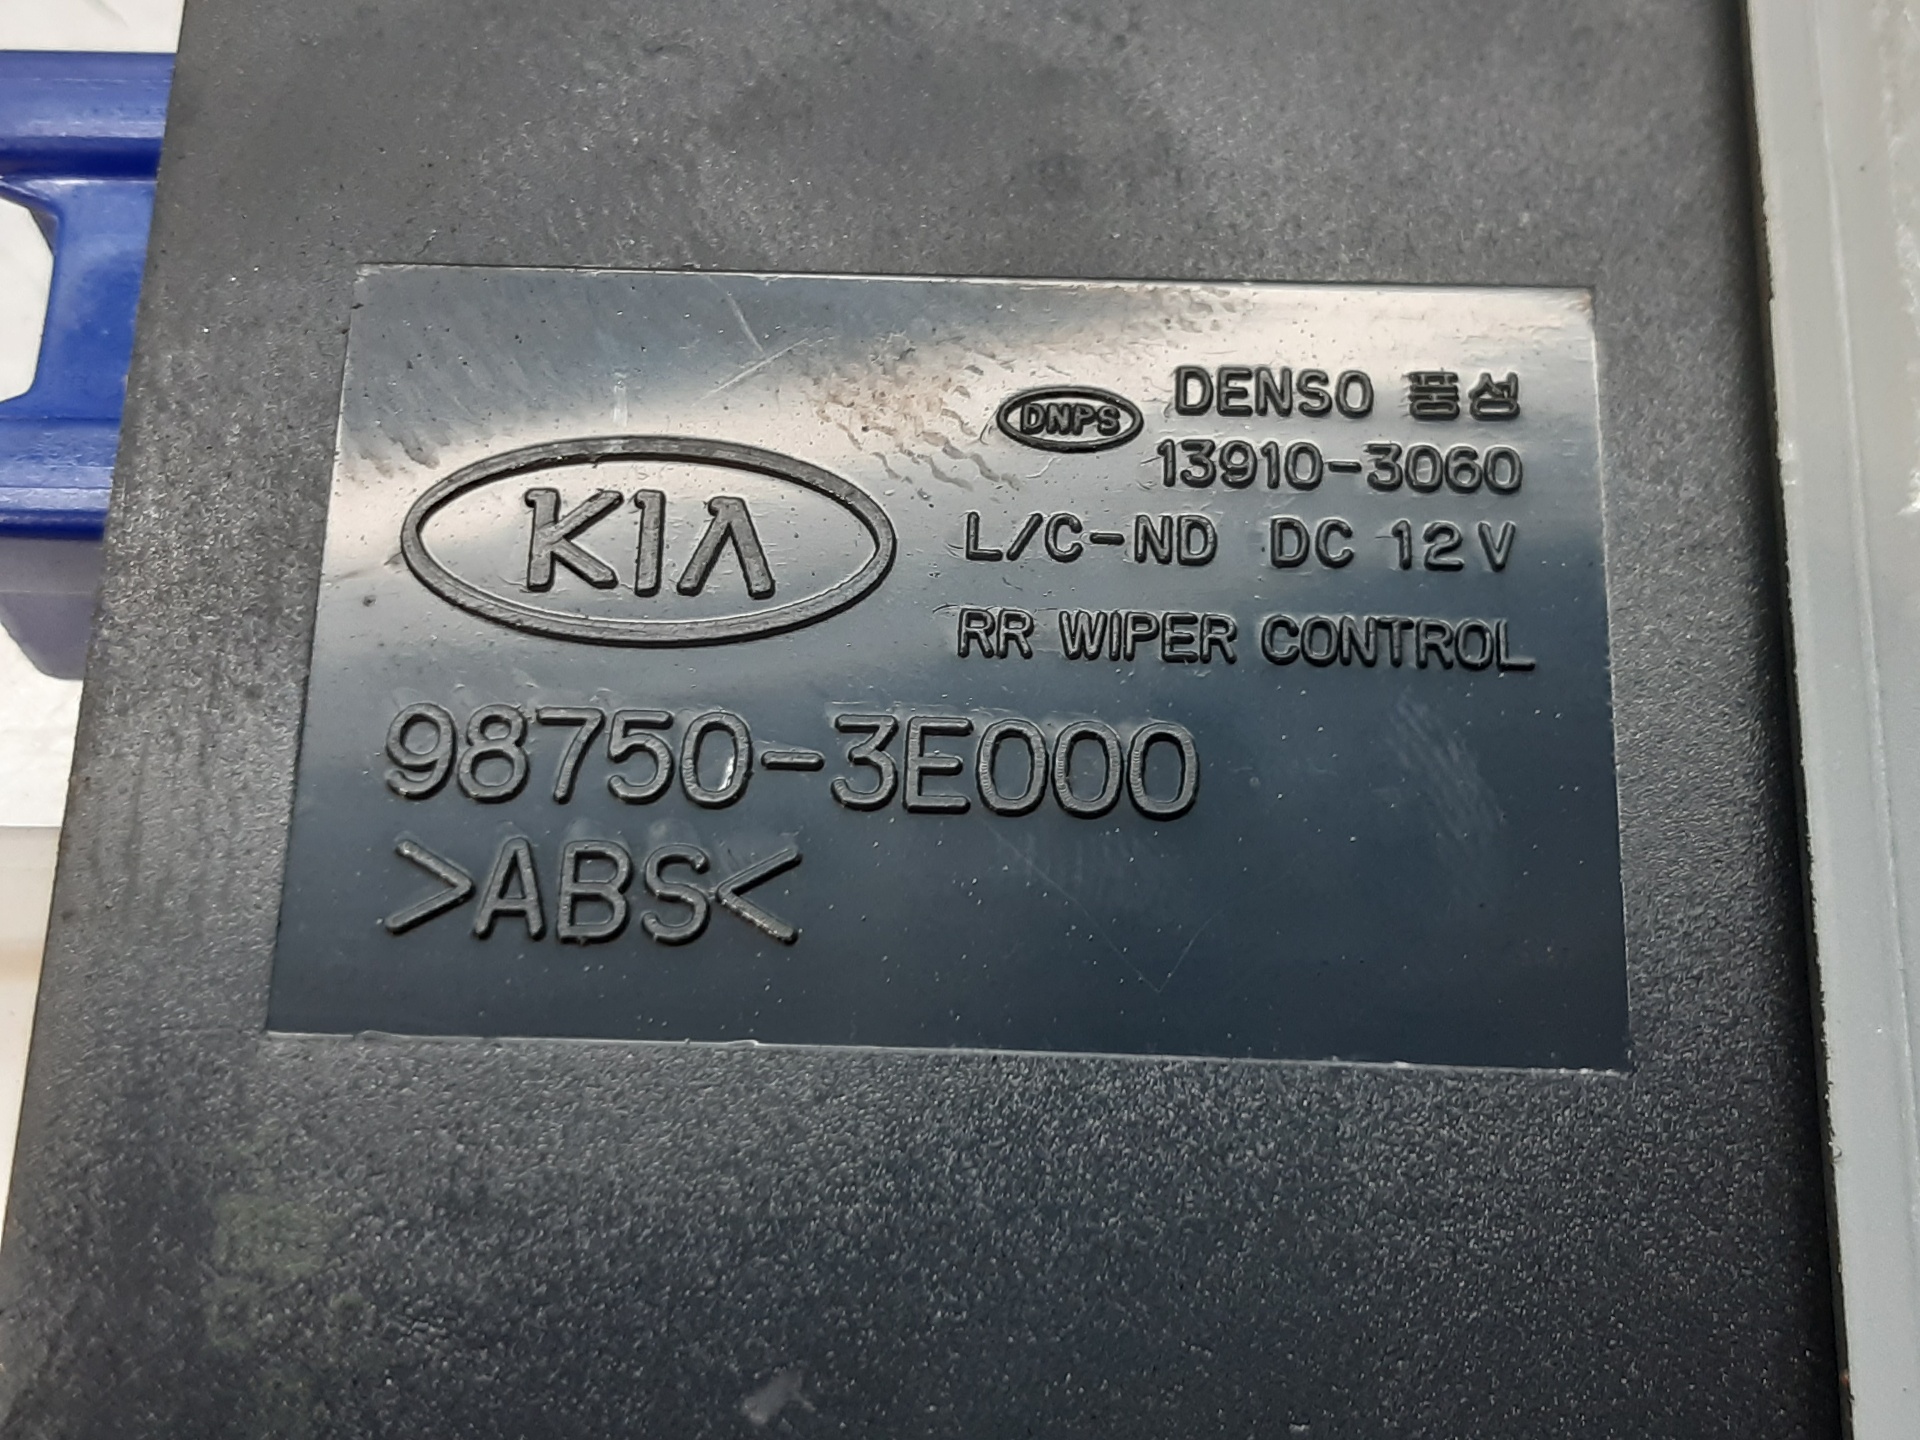 DNPS DENSO 풍성
13910-3060
KIA
L/C-ND DC 12V
RR WIPER CONTROL
98750-3E000
>ABS<